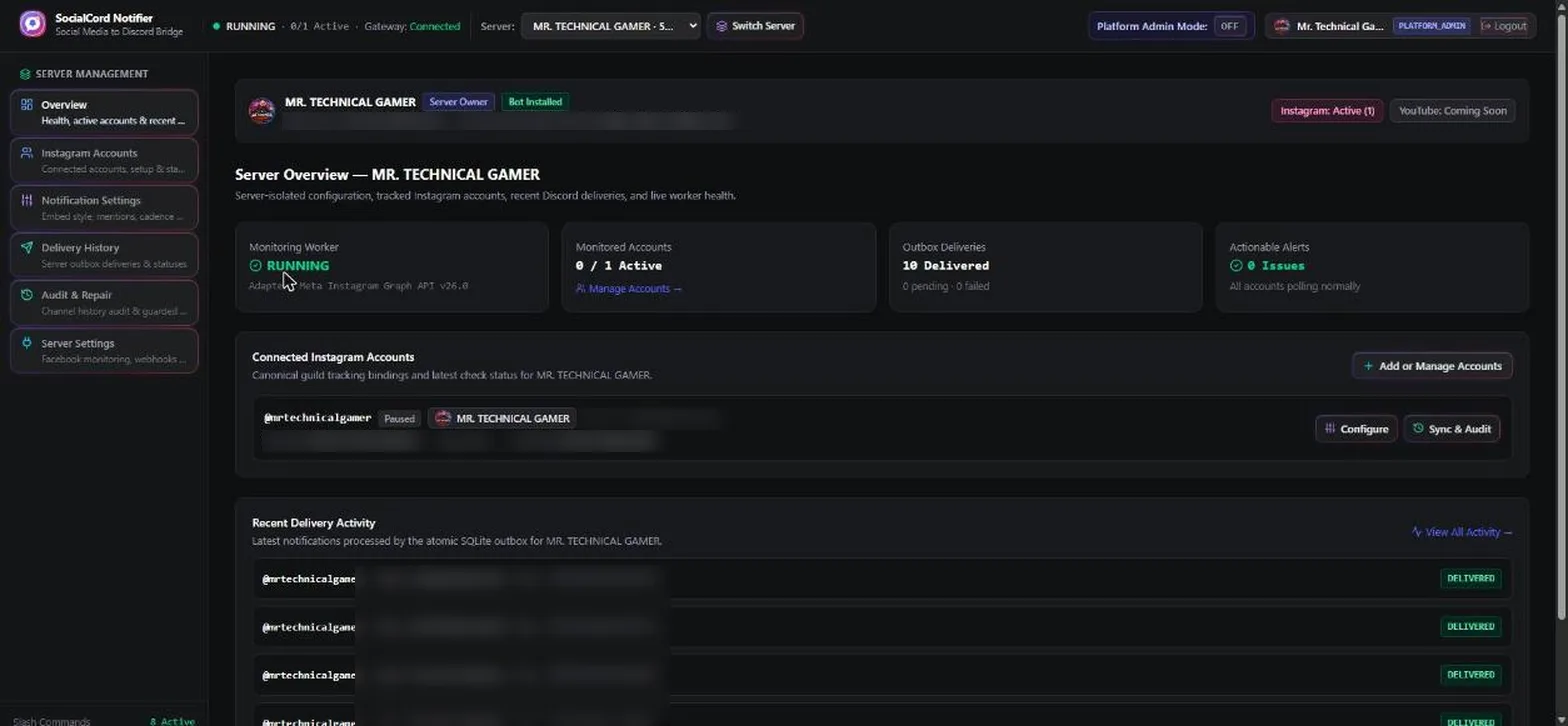 SocialCord Notifier
Social Media to Discord Bridge
RUNNING · 0/1 Active · Gateway: Connected
Server: MR. TECHNICAL GAMER · 5...
Switch Server
Platform Admin Mode: OFF
Mr. Technical Ga... PLATFORM_ADMIN Logout
SERVER MANAGEMENT
Overview
Health, active accounts & recent ...
Instagram Accounts
Connected accounts, setup & sta...
Notification Settings
Embed style, mentions, cadence ...
Delivery History
Server outbox deliveries & statuses
Audit & Repair
Channel history audit & guarded ...
Server Settings
Facebook monitoring, webhooks ...
Slash Commands 8 Active
MR. TECHNICAL GAMER Server Owner Bot Installed
Instagram: Active (1) YouTube: Coming Soon
Server Overview — MR. TECHNICAL GAMER
Server-isolated configuration, tracked Instagram accounts, recent Discord deliveries, and live worker health.
Monitoring Worker
RUNNING
Meta Instagram Graph API v26.0
Monitored Accounts
0 / 1 Active
Manage Accounts →
Outbox Deliveries
10 Delivered
0 pending · 0 failed
Actionable Alerts
0 Issues
All accounts polling normally
Connected Instagram Accounts
Canonical guild tracking bindings and latest check status for MR. TECHNICAL GAMER.
+ Add or Manage Accounts
@mrtechnicalgamer Paused MR. TECHNICAL GAMER
Configure Sync & Audit
Recent Delivery Activity
Latest notifications processed by the atomic SQLite outbox for MR. TECHNICAL GAMER.
View All Activity →
@mrtechnicalgame DELIVERED
@mrtechnicalgame DELIVERED
@mrtechnicalgame DELIVERED
@mrtechnicalgame DELIVERED